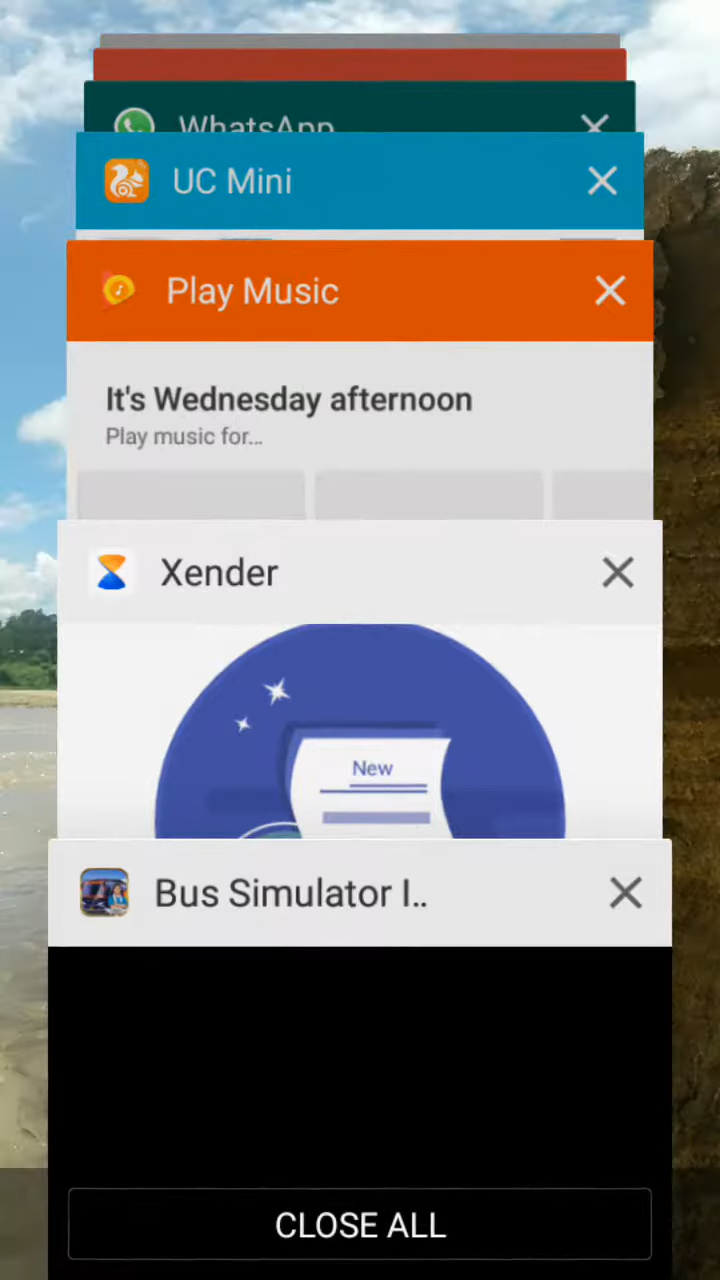 WhatsApp
UC Mini
Play Music
It's Wednesday afternoon
Play music for...
Xender
New
Bus Simulator I..
CLOSE ALL